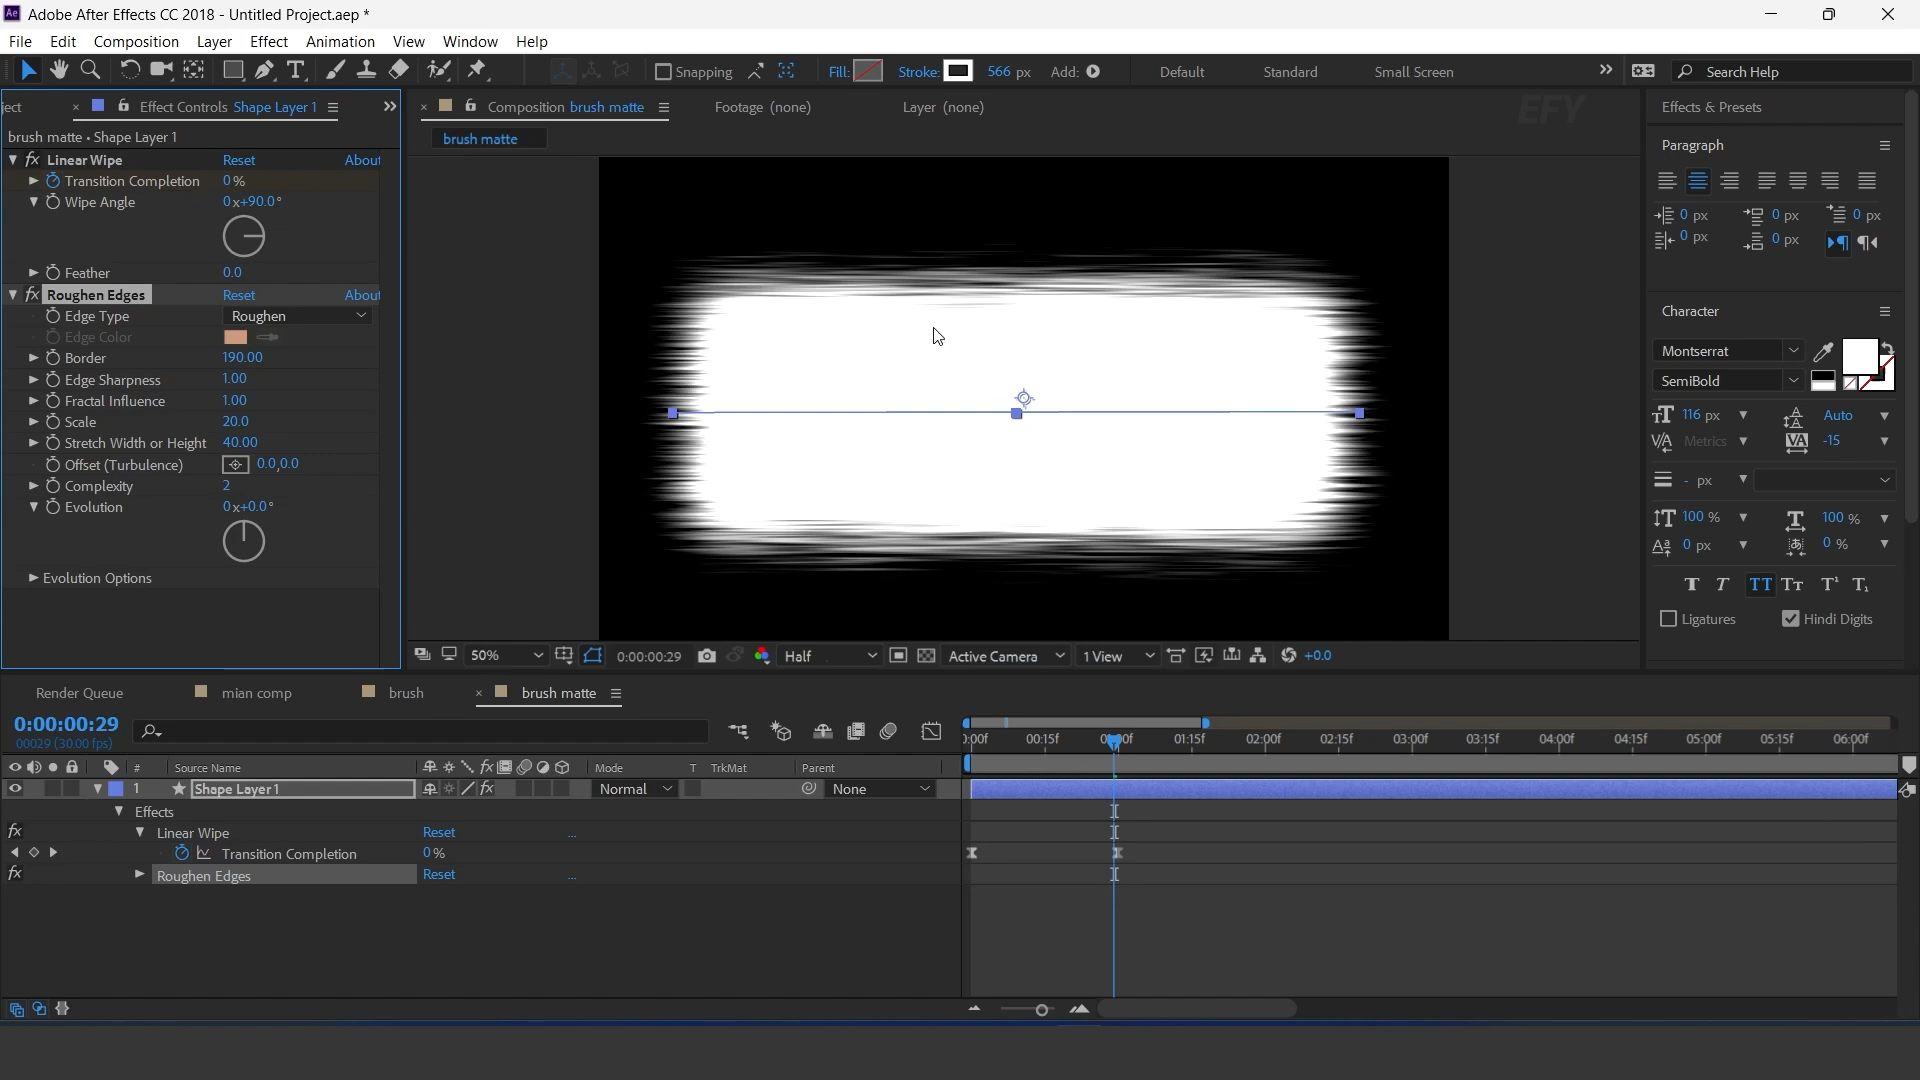 Ae Adobe After Effects CC 2018 - Untitled Project.aep *
File Edit Composition Layer Effect Animation View Window Help
Snapping Fill: Stroke: 566 px Add: Default Standard Small Screen Search Help
ject × Effect Controls Shape Layer 1 × Composition brush matte Footage (none) Layer (none) EFY Effects & Presets
brush matte • Shape Layer 1
brush matte
Linear Wipe Reset About
Transition Completion 0 %
Wipe Angle 0 x+90.0 °
Feather 0.0
Roughen Edges Reset About
Edge Type Roughen
Edge Color
Border 190.00
Edge Sharpness 1.00
Fractal Influence 1.00
Scale 20.0
Stretch Width or Height 40.00
Offset (Turbulence) 0.0,0.0
Complexity 2
Evolution 0 x+0.0 °
Evolution Options
50% 0:00:00:29 Half Active Camera 1 View +0.0
Paragraph
0 px 0 px 0 px
0 px 0 px
Character
Montserrat
SemiBold
116 px Auto
Metrics -15
- px
100 % 100 %
0 px 0 %
T T TT Tt T¹ T₁
Ligatures Hindi Digits
Render Queue mian comp brush × brush matte
0:00:00:29
00029 (30.00 fps)
):00f 00:15f 01:15f 02:00f 02:15f 03:00f 03:15f 04:00f 04:15f 05:00f 05:15f 06:00f
# Source Name Mode T TrkMat Parent
1 Shape Layer 1 Normal None
Effects
Linear Wipe Reset ...
Transition Completion 0 %
Roughen Edges Reset ...